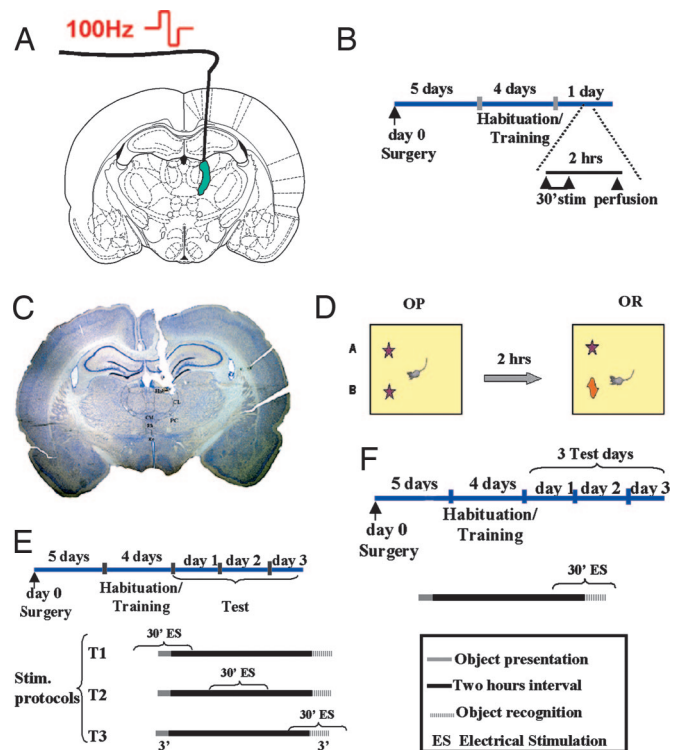 A
100Hz
B
5 days
4 days
1 day
day 0
Surgery
Habituation/
Training
2 hrs
30'stim
perfusion
C
CL
PC
D
OP
OR
A
B
2 hrs
F
3 Test days
5 days
4 days
day 1
day 2
day 3
day 0
Surgery
Habituation/
Training
30' ES
E
5 days
4 days
day 1
day 2
day 3
day 0
Surgery
Habituation/
Training
Test
Stim.
protocols
T1
30' ES
T2
30' ES
T3
30' ES
3'
3'
Object presentation
Two hours interval
Object recognition
ES Electrical Stimulation